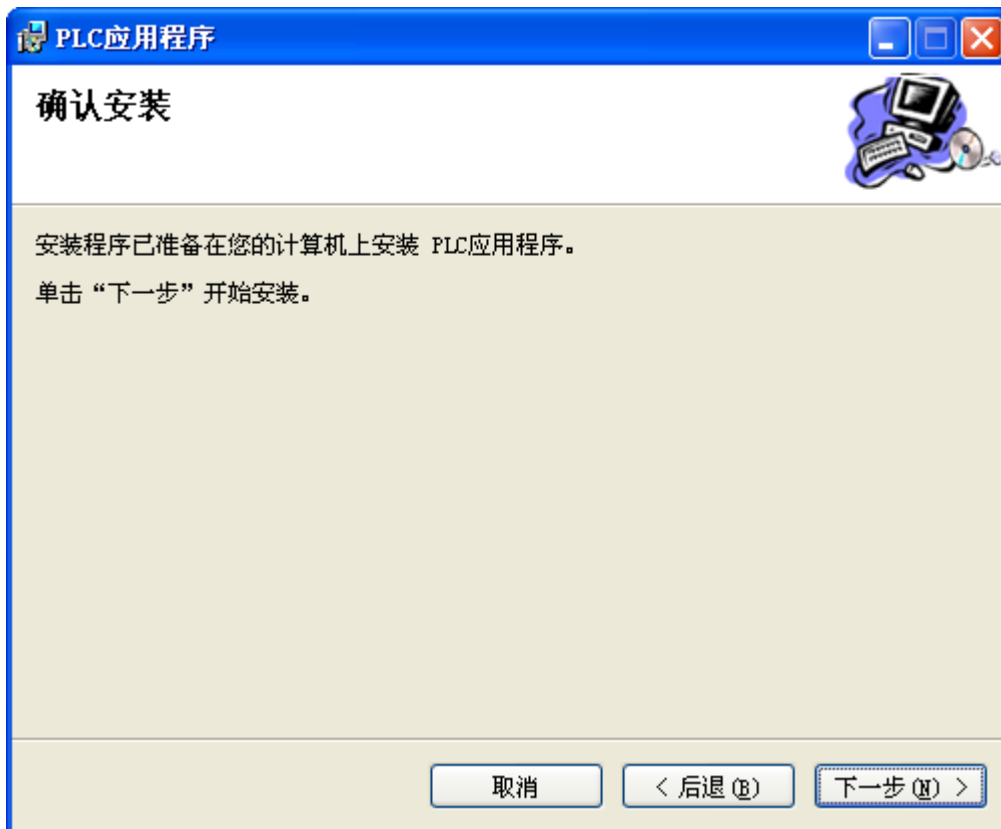 PLC应用程序
确认安装
安装程序已准备在您的计算机上安装 PLC应用程序。
单击“下一步”开始安装。
取消 < 后退(B) 下一步(N) >